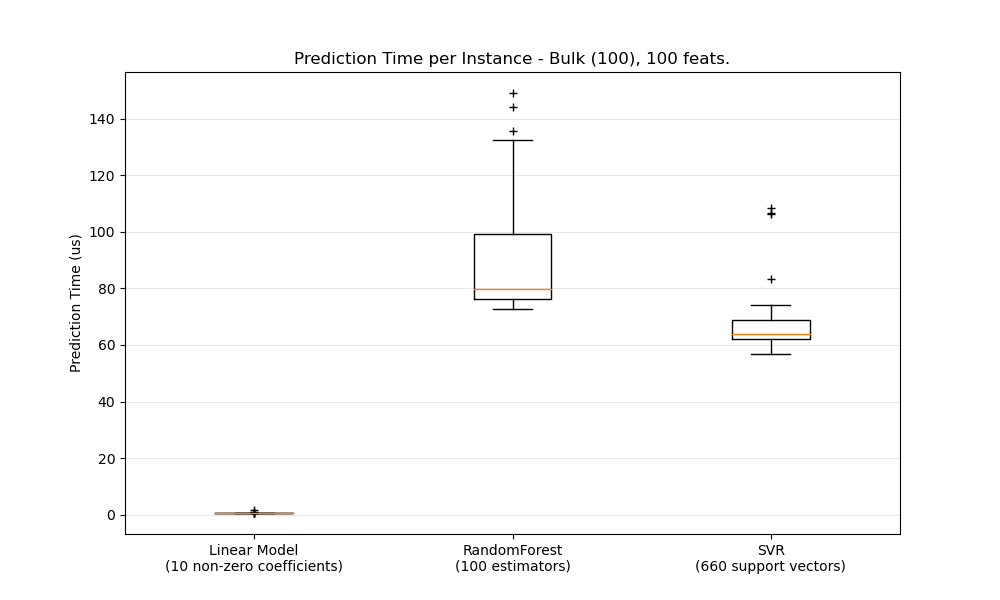 Prediction Time per Instance - Bulk (100), 100 feats.
Prediction Time (us)
140
120
100
80
60
40
20
0
Linear Model
(10 non-zero coefficients)
RandomForest
(100 estimators)
SVR
(660 support vectors)